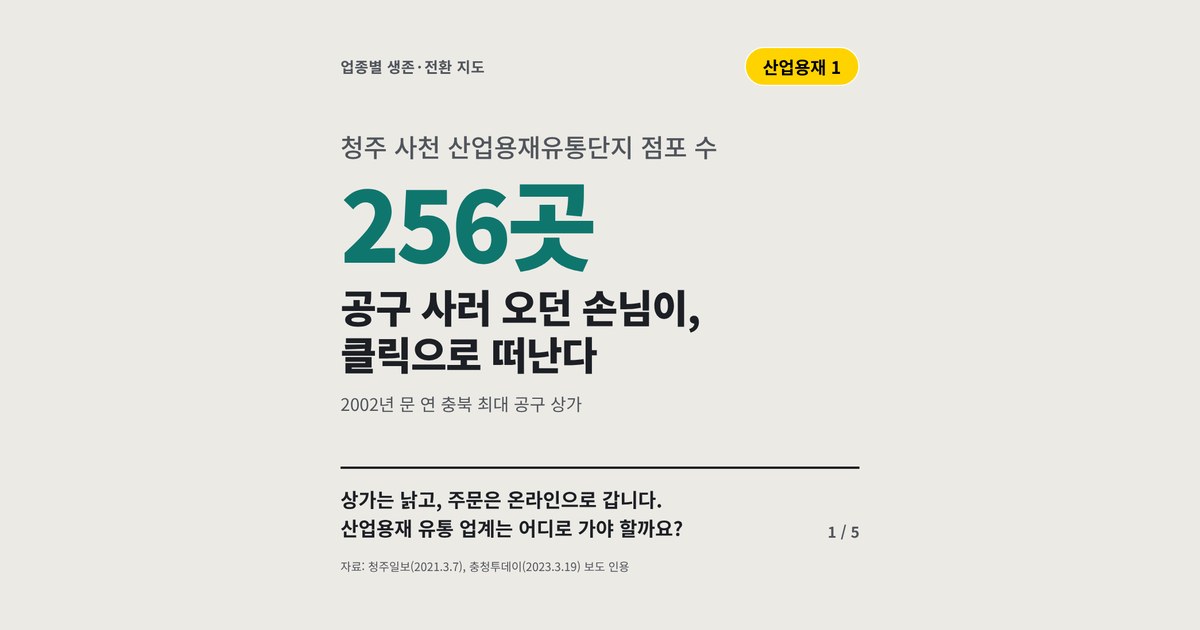 업종별 생존·전환 지도
산업용재 1
청주 사천 산업용재유통단지 점포 수
256곳
공구 사러 오던 손님이,
클릭으로 떠난다
2002년 문 연 충북 최대 공구 상가
상가는 낡고, 주문은 온라인으로 갑니다.
산업용재 유통 업계는 어디로 가야 할까요?
1 / 5
자료: 청주일보(2021.3.7), 충청투데이(2023.3.19) 보도 인용